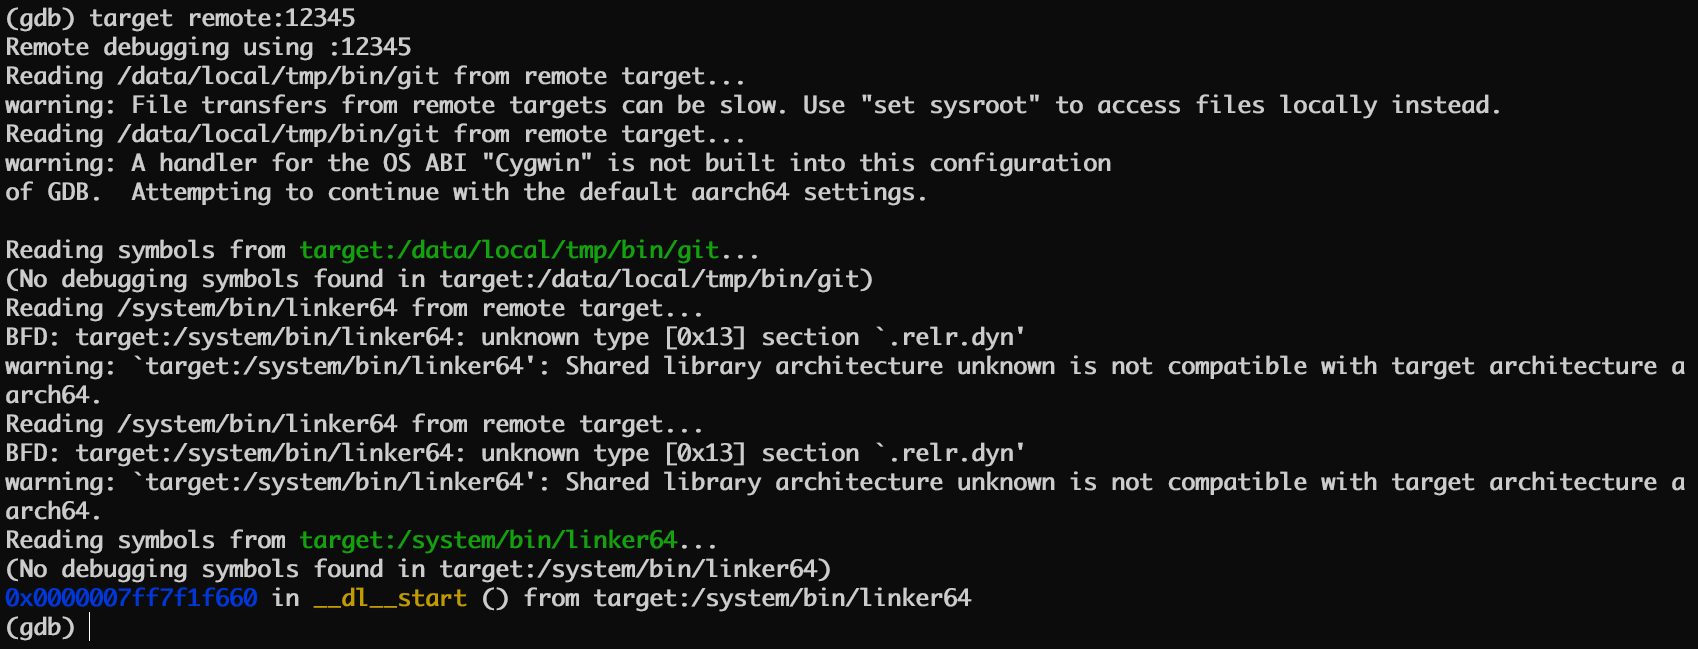 (gdb) target remote:12345
Remote debugging using :12345
Reading /data/local/tmp/bin/git from remote target...
warning: File transfers from remote targets can be slow. Use "set sysroot" to access files locally instead.
Reading /data/local/tmp/bin/git from remote target...
warning: A handler for the OS ABI "Cygwin" is not built into this configuration
of GDB.  Attempting to continue with the default aarch64 settings.

Reading symbols from target:/data/local/tmp/bin/git...
(No debugging symbols found in target:/data/local/tmp/bin/git)
Reading /system/bin/linker64 from remote target...
BFD: target:/system/bin/linker64: unknown type [0x13] section `.relr.dyn'
warning: `target:/system/bin/linker64': Shared library architecture unknown is not compatible with target architecture a
arch64.
Reading /system/bin/linker64 from remote target...
BFD: target:/system/bin/linker64: unknown type [0x13] section `.relr.dyn'
warning: `target:/system/bin/linker64': Shared library architecture unknown is not compatible with target architecture a
arch64.
Reading symbols from target:/system/bin/linker64...
(No debugging symbols found in target:/system/bin/linker64)
0x0000007ff7f1f660 in __dl__start () from target:/system/bin/linker64
(gdb)